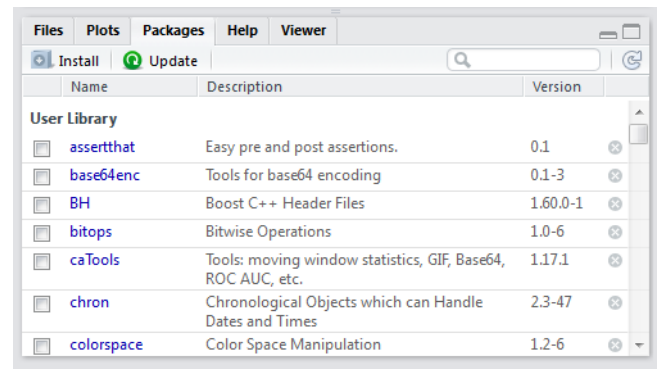 Files Plots Packages Help Viewer
Install Update
Name Description Version
User Library
assertthat Easy pre and post assertions. 0.1
base64enc Tools for base64 encoding 0.1-3
BH Boost C++ Header Files 1.60.0-1
bitops Bitwise Operations 1.0-6
caTools Tools: moving window statistics, GIF, Base64, 1.17.1
ROC AUC, etc.
chron Chronological Objects which can Handle 2.3-47
Dates and Times
colorspace Color Space Manipulation 1.2-6